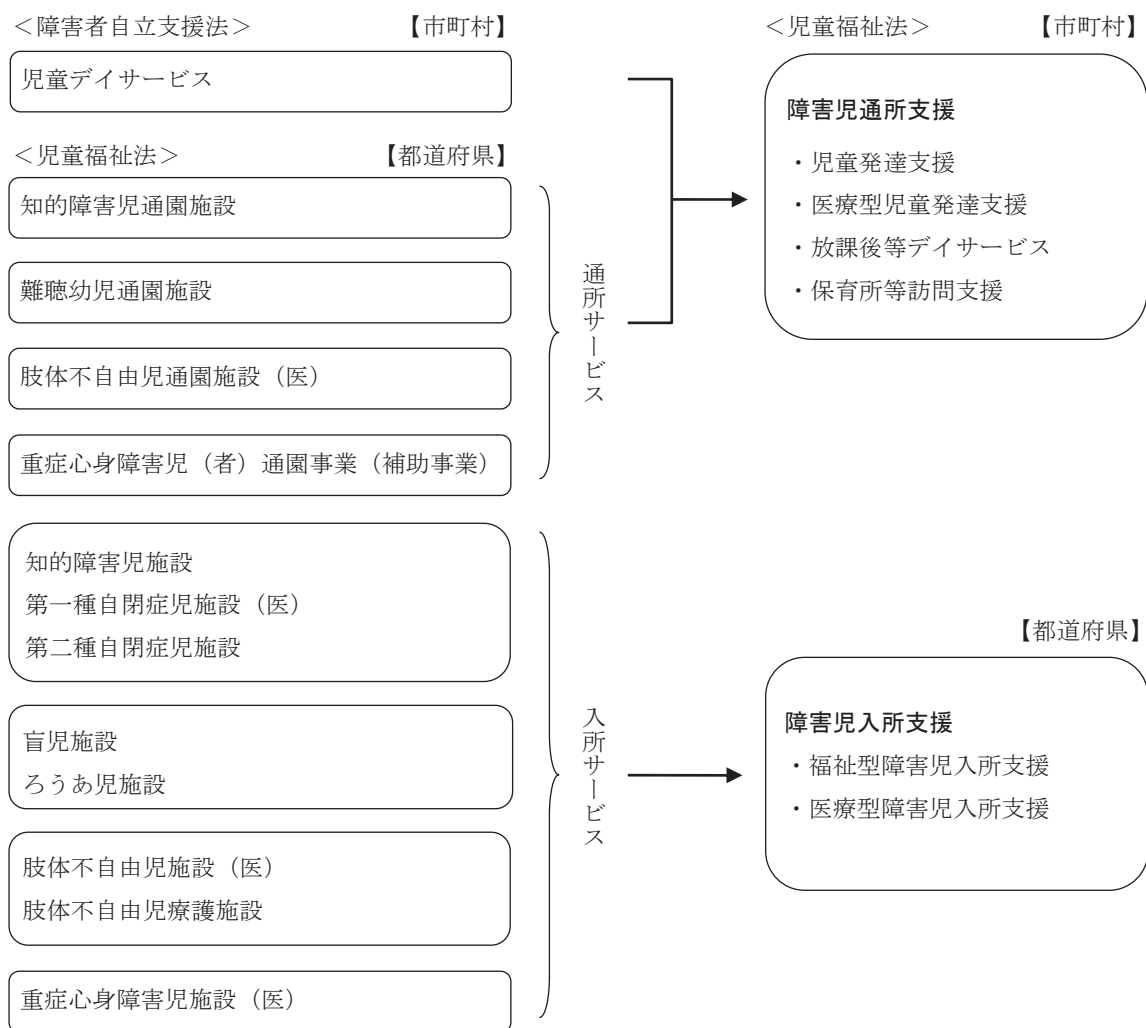 ＜障害者自立支援法＞　【市町村】
児童デイサービス
＜児童福祉法＞　【都道府県】
知的障害児通園施設
難聴幼児通園施設
肢体不自由児通園施設（医）
重症心身障害児（者）通園事業（補助事業）
通所サービス
知的障害児施設
第一種自閉症児施設（医）
第二種自閉症児施設
盲児施設
ろうあ児施設
肢体不自由児施設（医）
肢体不自由児療護施設
重症心身障害児施設（医）
入所サービス
＜児童福祉法＞　【市町村】
障害児通所支援
・児童発達支援
・医療型児童発達支援
・放課後等デイサービス
・保育所等訪問支援
【都道府県】
障害児入所支援
・福祉型障害児入所支援
・医療型障害児入所支援